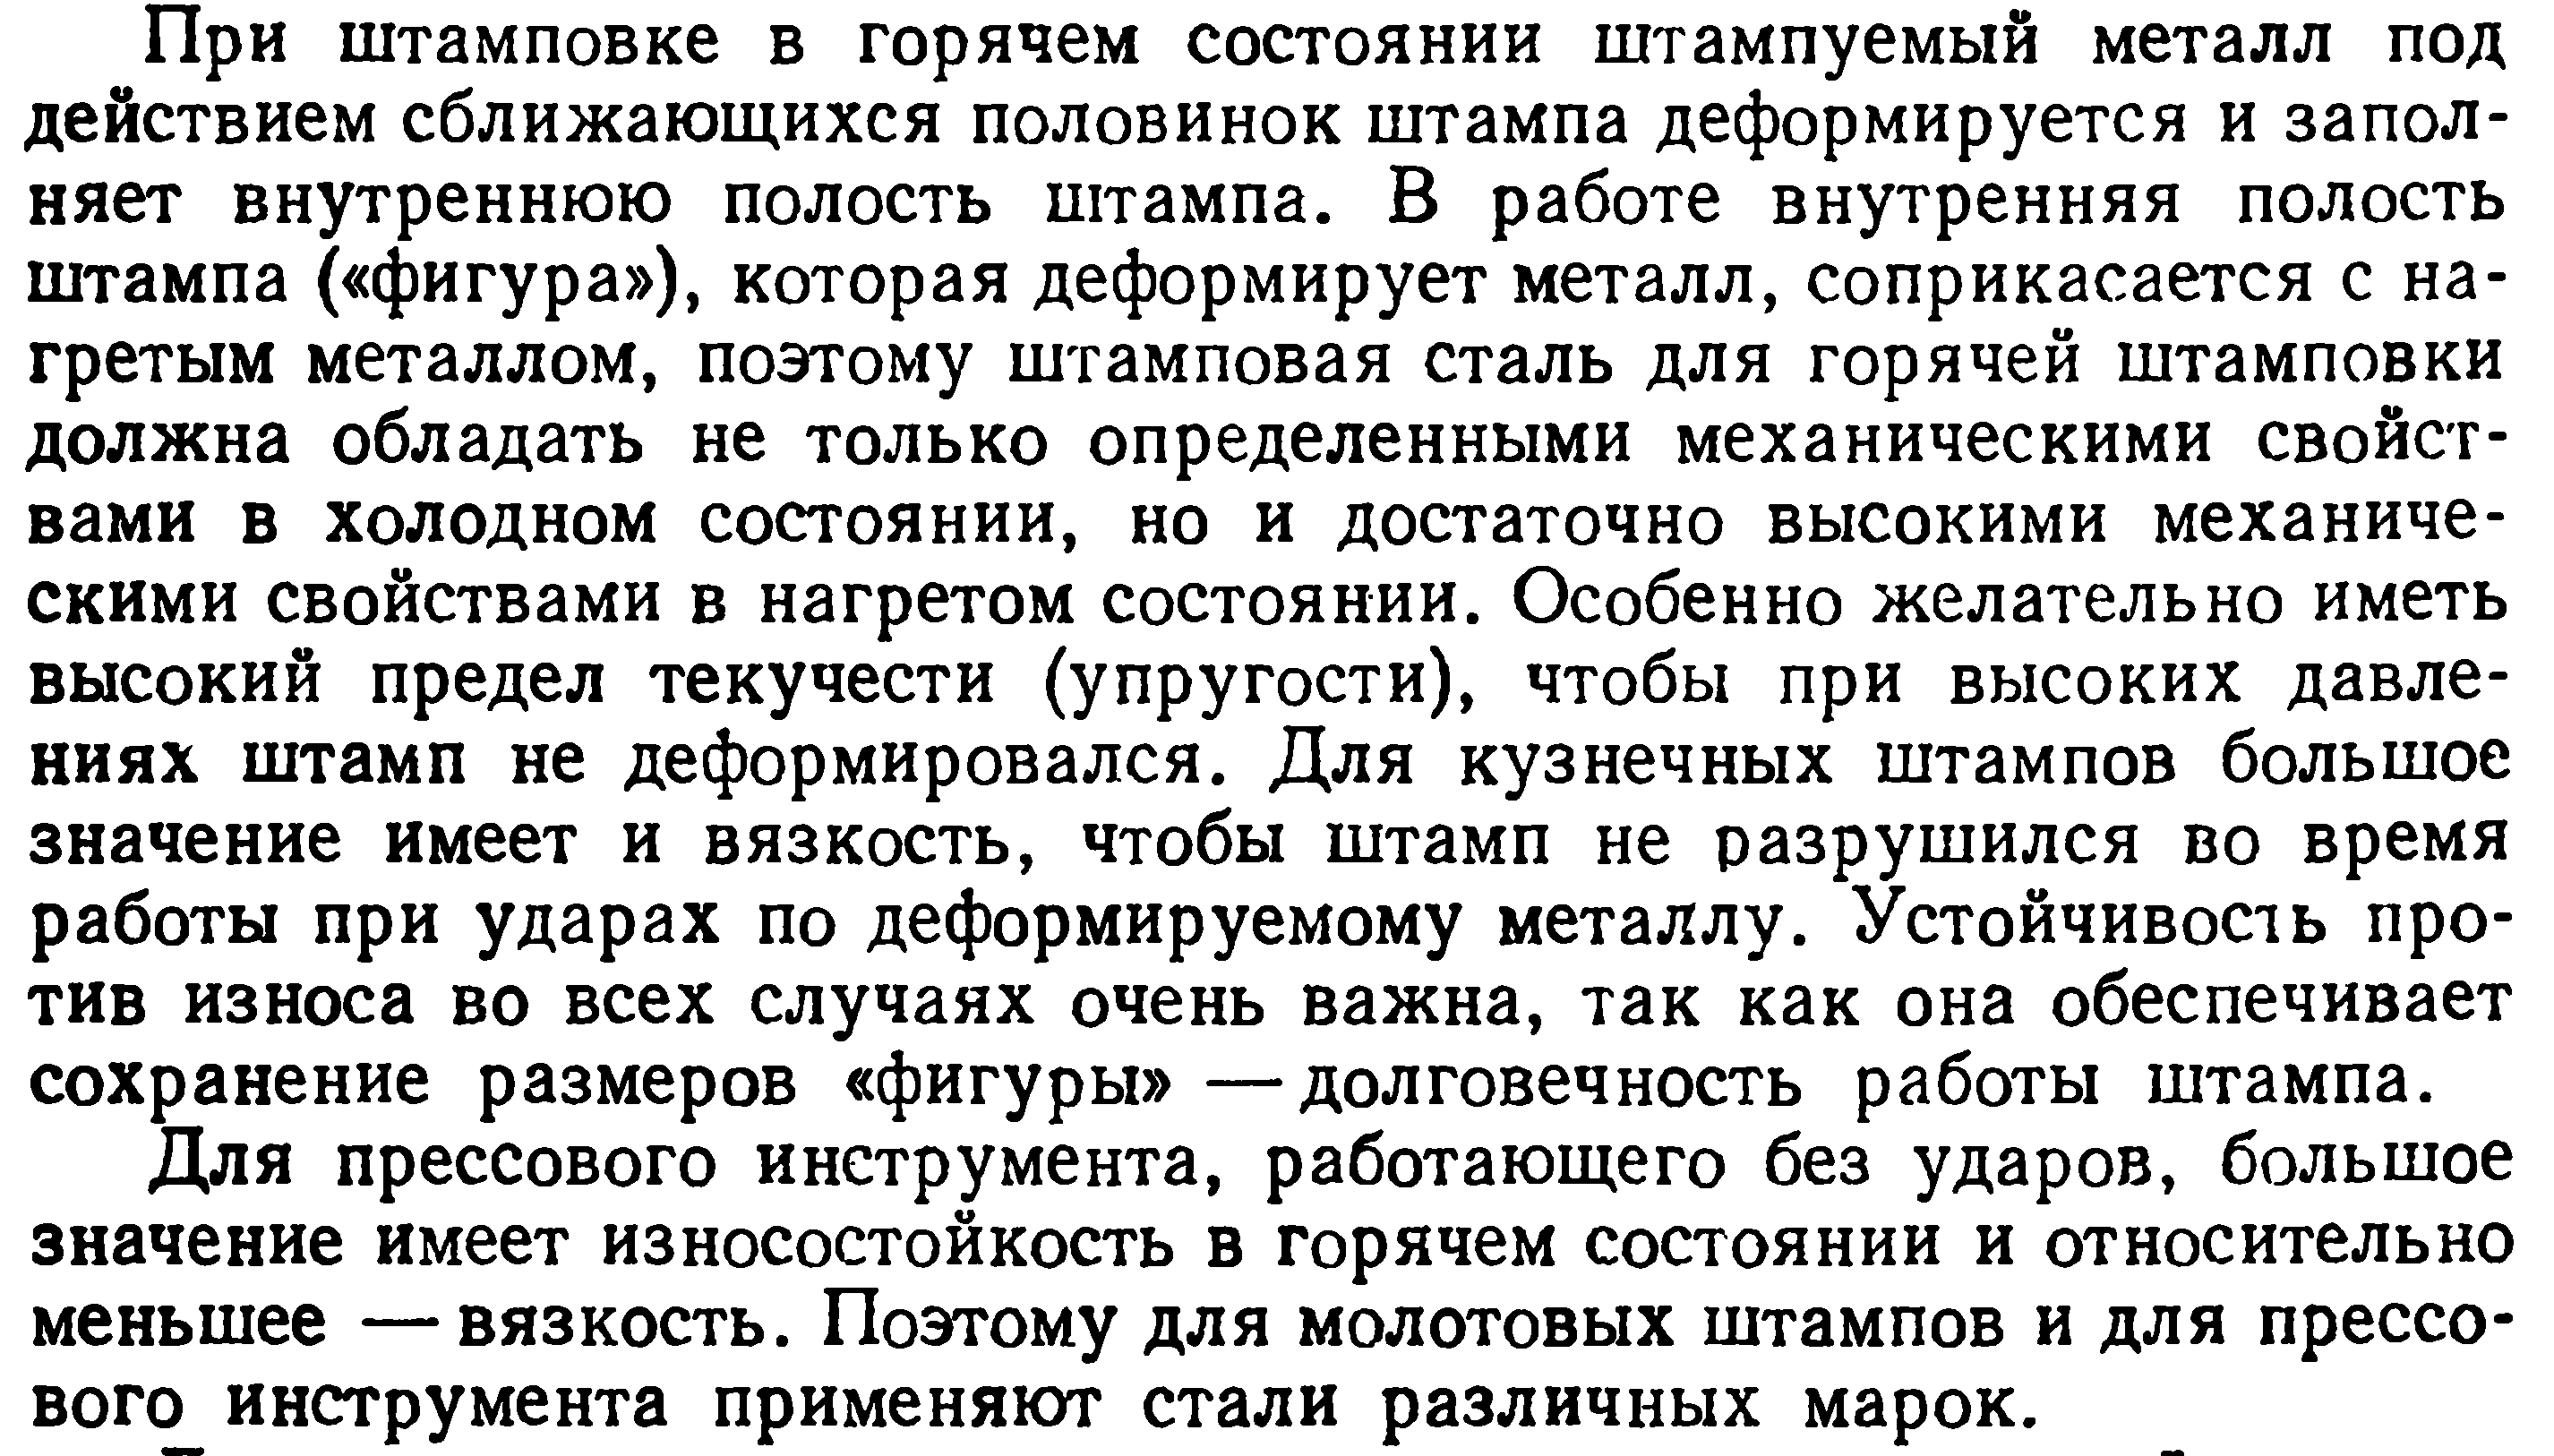 При штамповке в горячем состоянии штампуемый металл под
действием сближающихся половинок штампа деформируется и запол-
няет внутреннюю полость штампа. В работе внутренняя полость
штампа («фигура»), которая деформирует металл, соприкасается с на-
гретым металлом, поэтому штамповая сталь для горячей штамповки
должна обладать не только определенными механическими свойст-
вами в холодном состоянии, но и достаточно высокими механиче-
скими свойствами в нагретом состоянии. Особенно желательно иметь
высокий предел текучести (упругости), чтобы при высоких давле-
ниях штамп не деформировался. Для кузнечных штампов большое
значение имеет и вязкость, чтобы штамп не разрушился во время
работы при ударах по деформируемому металлу. Устойчивость про-
тив износа во всех случаях очень важна, так как она обеспечивает
сохранение размеров «фигуры» — долговечность работы штампа.
Для прессового инструмента, работающего без ударов, большое
значение имеет износостойкость в горячем состоянии и относительно
меньшее — вязкость. Поэтому для молотовых штампов и для прессо-
вого инструмента применяют стали различных марок.